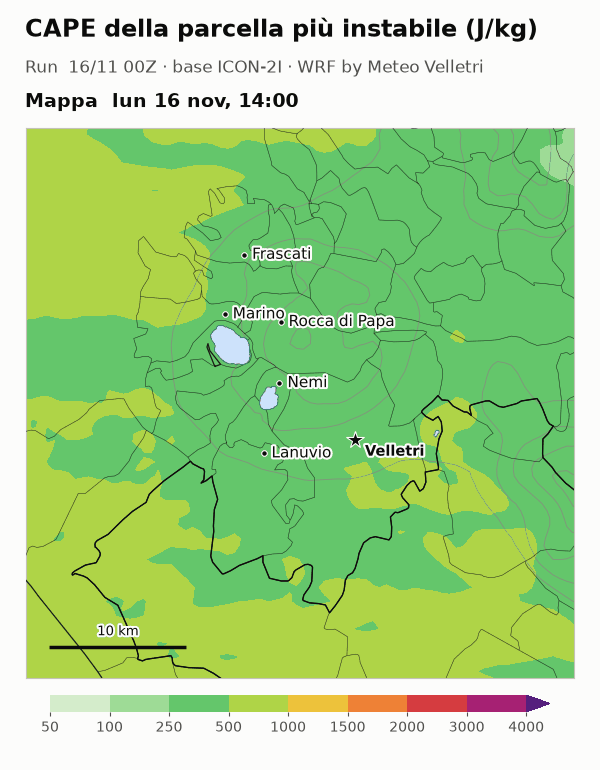 CAPE della parcella più instabile (J/kg)
Run  16/11 00Z · base ICON-2I · WRF by Meteo Velletri
Mappa  lun 16 nov, 14:00
Frascati
Marino
Rocca di Papa
Nemi
Velletri
Lanuvio
10 km
50 100 250 500 1000 1500 2000 3000 4000